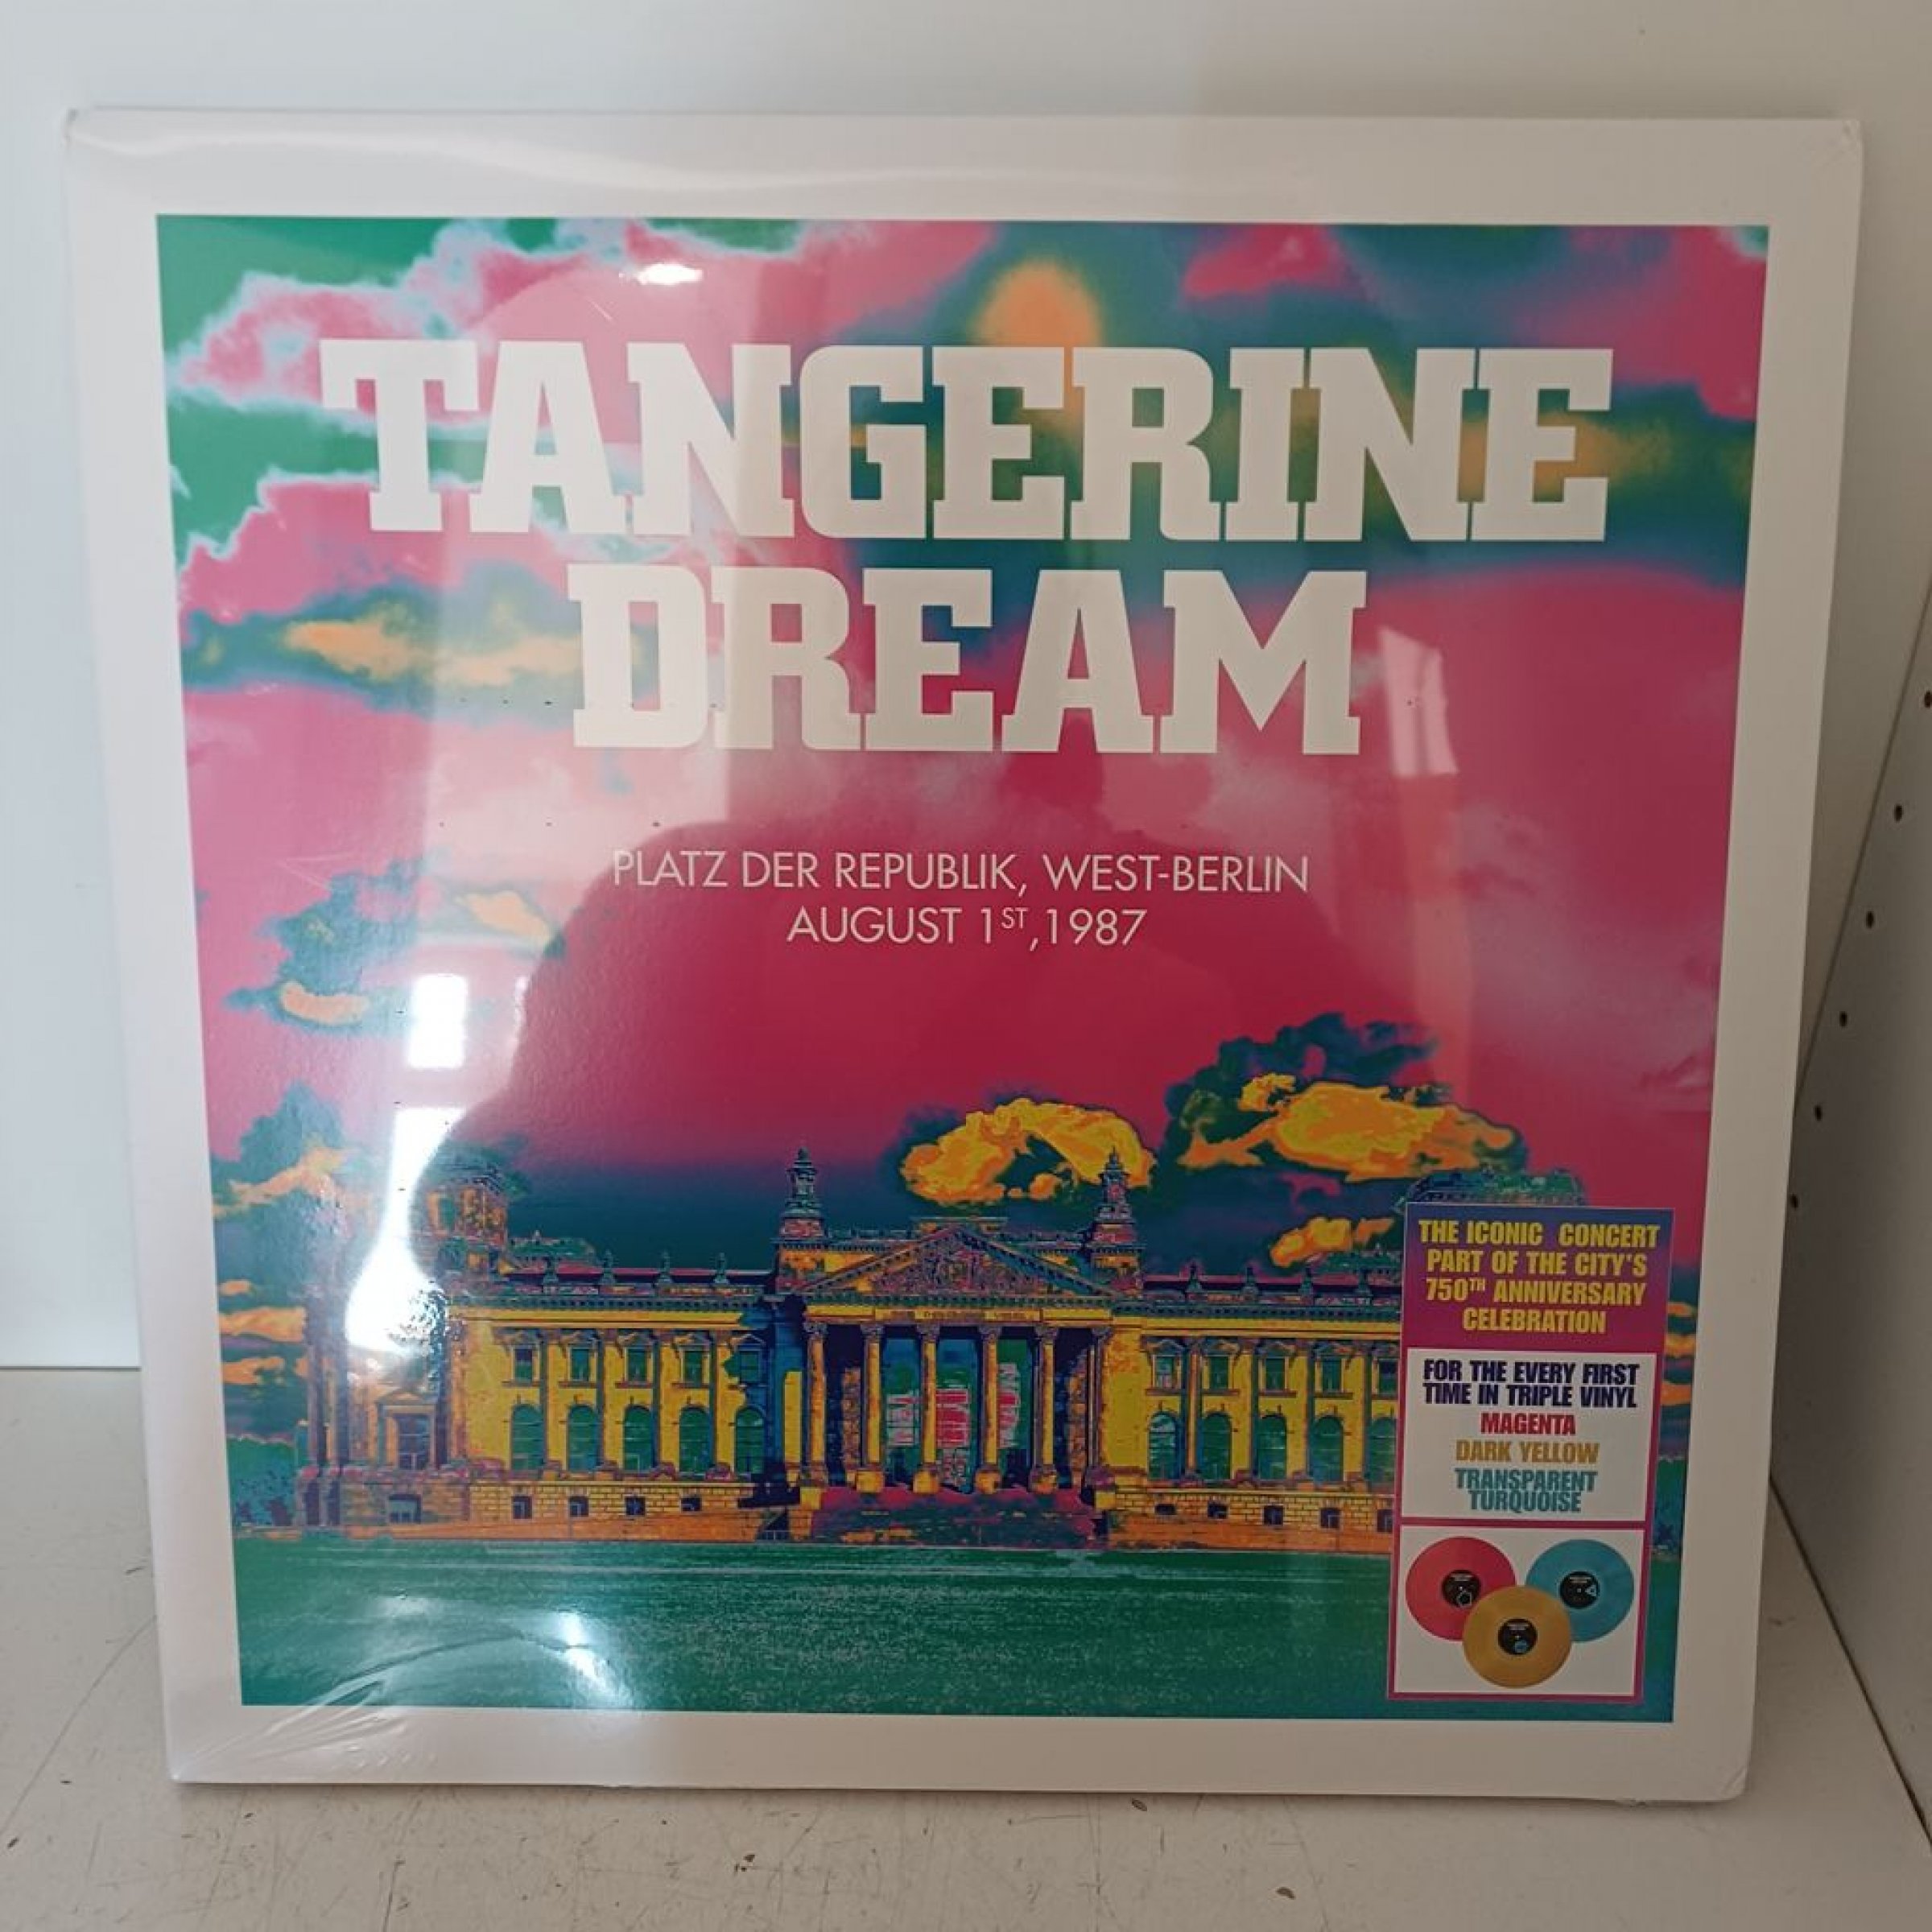 TANGERINE
DREAM
PLATZ DER REPUBLIK, WEST-BERLIN
AUGUST 1ST,1987
THE ICONIC CONCERT
PART OF THE CITY'S
750TH ANNIVERSARY
CELEBRATION
FOR THE EVERY FIRST
TIME IN TRIPLE VINYL
MAGENTA
DARK YELLOW
TRANSPARENT
TURQUOISE